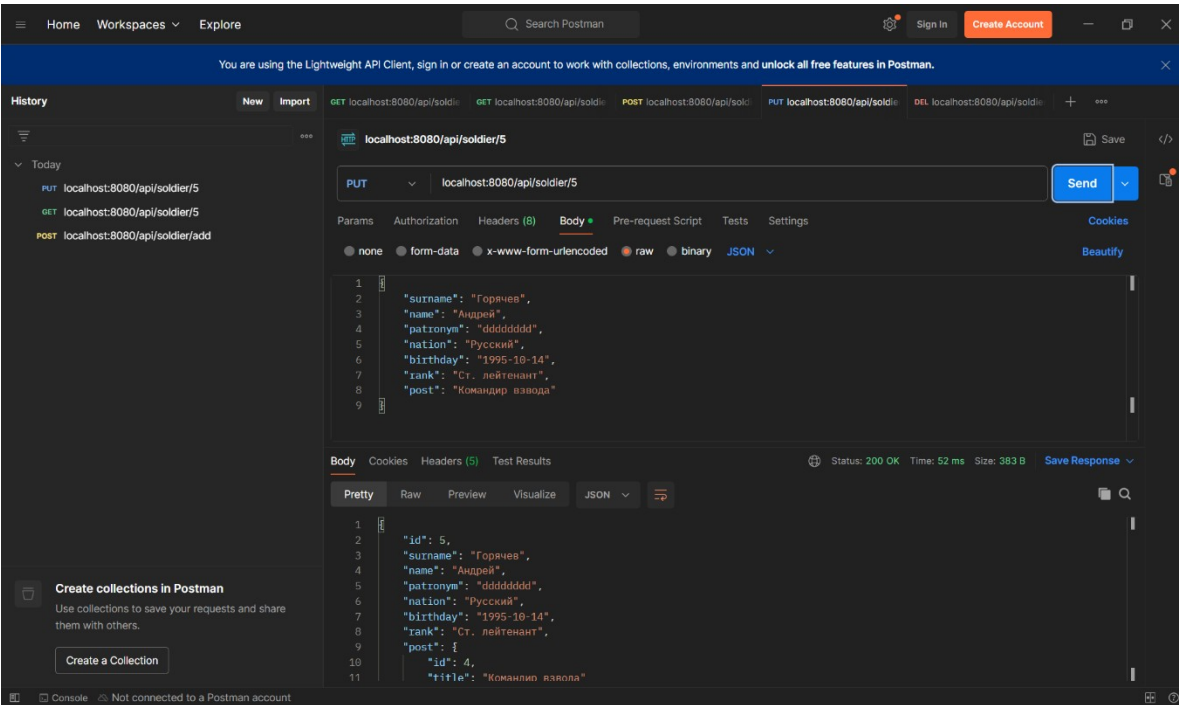 Home Workspaces Explore Search Postman Sign In Create Account
You are using the Lightweight API Client, sign in or create an account to work with collections, environments and unlock all free features in Postman.
History New Import
GET localhost:8080/api/soldie GET localhost:8080/api/soldie POST localhost:8080/api/sold PUT localhost:8080/api/soldie DEL localhost:8080/api/soldie
HTTP localhost:8080/api/soldier/5 Save
Today
PUT localhost:8080/api/soldier/5
GET localhost:8080/api/soldier/5
POST localhost:8080/api/soldier/add
PUT localhost:8080/api/soldier/5 Send
Params Authorization Headers (8) Body Pre-request Script Tests Settings Cookies
none form-data x-www-form-urlencoded raw binary JSON Beautify
1 {
2 "surname": "Горячев",
3 "name": "Андрей",
4 "patronym": "dddddddd",
5 "nation": "Русский",
6 "birthday": "1995-10-14",
7 "rank": "Ст. лейтенант",
8 "post": "Командир взвода"
9 }
Body Cookies Headers (5) Test Results Status: 200 OK Time: 52 ms Size: 383 B Save Response
Pretty Raw Preview Visualize JSON
1 {
2 "id": 5,
3 "surname": "Горячев",
4 "name": "Андрей",
5 "patronym": "dddddddd",
6 "nation": "Русский",
7 "birthday": "1995-10-14",
8 "rank": "Ст. лейтенант",
9 "post": {
10 "id": 4,
11 "title": "Командир взвода"
Create collections in Postman
Use collections to save your requests and share
them with others.
Create a Collection
Console Not connected to a Postman account